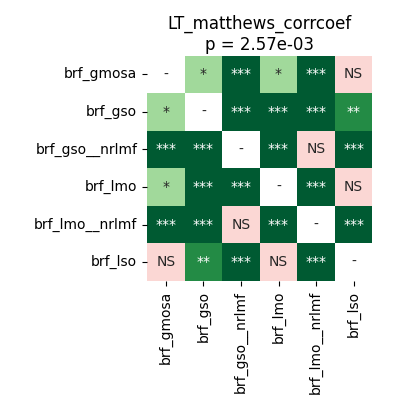 LT_matthews_corrcoef
p = 2.57e-03
brf_gmosa - * *** * *** NS
brf_gso * - *** *** *** **
brf_gso__nrlmf *** *** - *** NS ***
brf_lmo * *** *** - *** NS
brf_lmo__nrlmf *** *** NS *** - ***
brf_lso NS ** *** NS *** -
brf_gmosa brf_gso brf_gso__nrlmf brf_lmo brf_lmo__nrlmf brf_lso